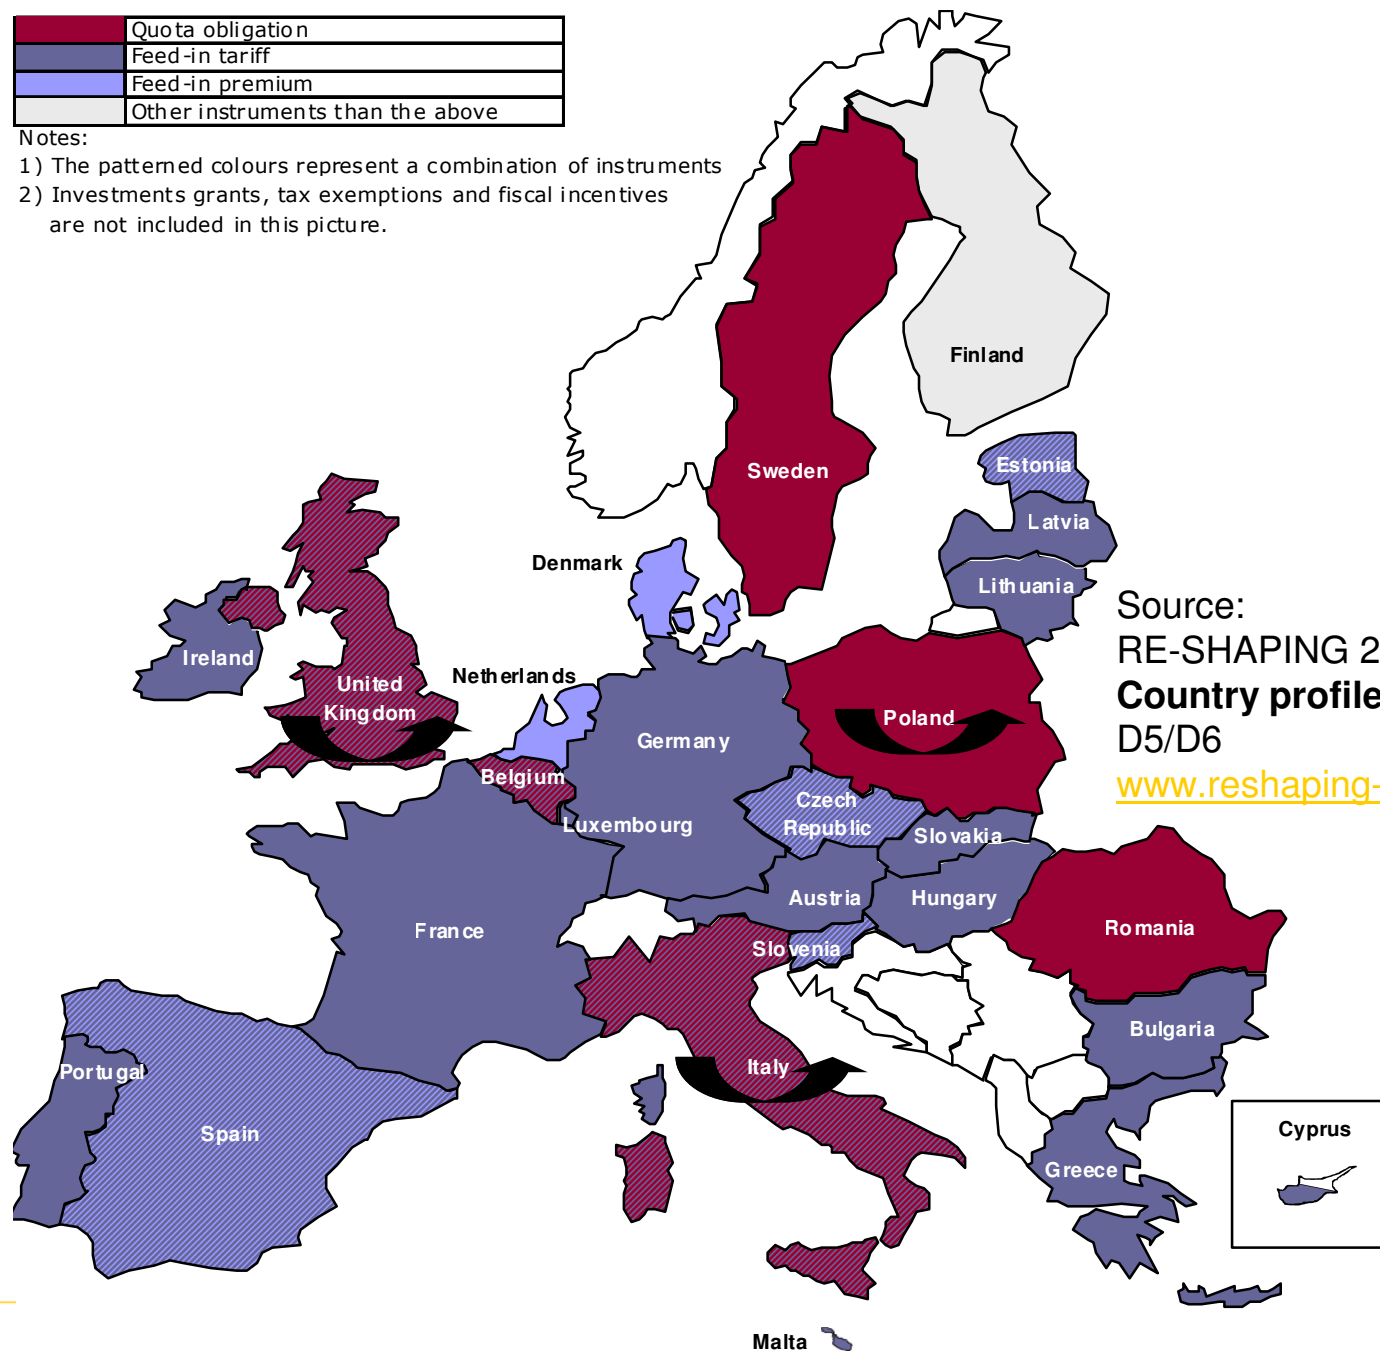 Quota obligation
Feed-in tariff
Feed-in premium
Other instruments than the above
Notes:
1) The patterned colours represent a combination of instruments
2) Investments grants, tax exemptions and fiscal incentives
are not included in this picture.
Finland
Sweden
Estonia
Latvia
Denmark
Lithuania
Source:
RE-SHAPING 2
Country profile
D5/D6
www.reshaping-
Ireland
United
Kingdom
Netherlands
Poland
Germany
Belgium
Czech
Republic
Luxembourg
Slovakia
Austria
Hungary
France
Slovenia
Romania
Bulgaria
Portugal
Italy
Spain
Cyprus
Greece
Malta